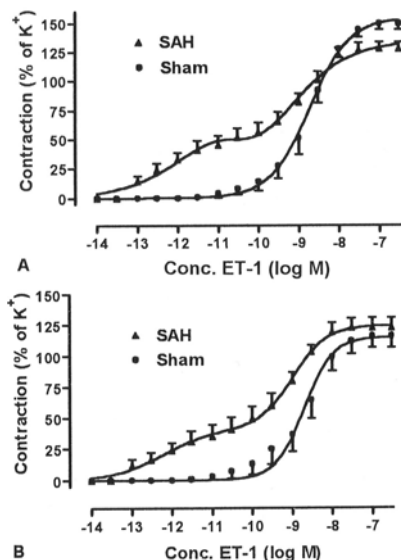 150
125
100
75
50
25
0
Contraction (% of K+)
▲ SAH
● Sham
-14 -13 -12 -11 -10 -9 -8 -7
A
Conc. ET-1 (log M)
150
125
100
75
50
25
0
Contraction (% of K+)
▲ SAH
● Sham
-14 -13 -12 -11 -10 -9 -8 -7
B
Conc. ET-1 (log M)